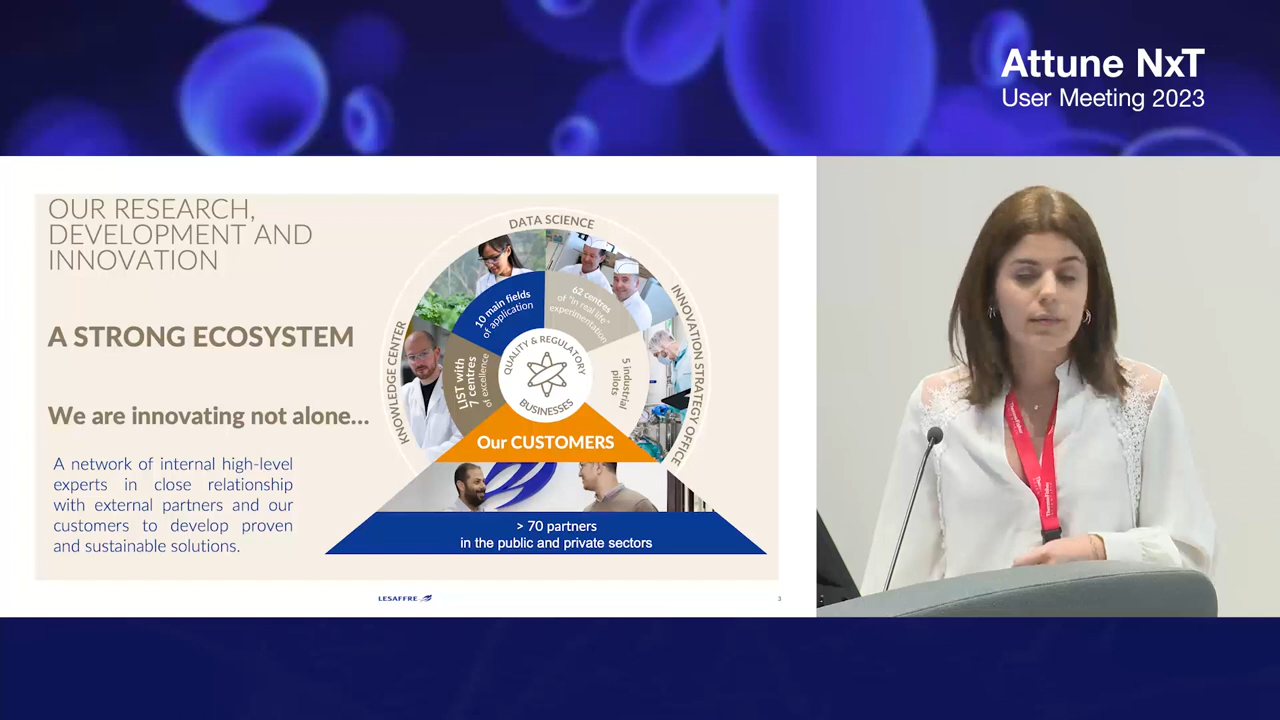 Attune NxT
User Meeting 2023
OUR RESEARCH,
DEVELOPMENT AND
INNOVATION
A STRONG ECOSYSTEM
We are innovating not alone...
A network of internal high-level
experts in close relationship
with external partners and our
customers to develop proven
and sustainable solutions.
KNOWLEDGE CENTER
DATA SCIENCE
INNOVATION STRATEGY OFFICE
LIST with
7 centres
of excellence
10 main fields
of application
62 centres
of "in real life"
experimentation
5 industrial
pilots
QUALITY & REGULATORY
BUSINESSES
Our CUSTOMERS
> 70 partners
in the public and private sectors
LESAFFRE
3
ThermoFisher